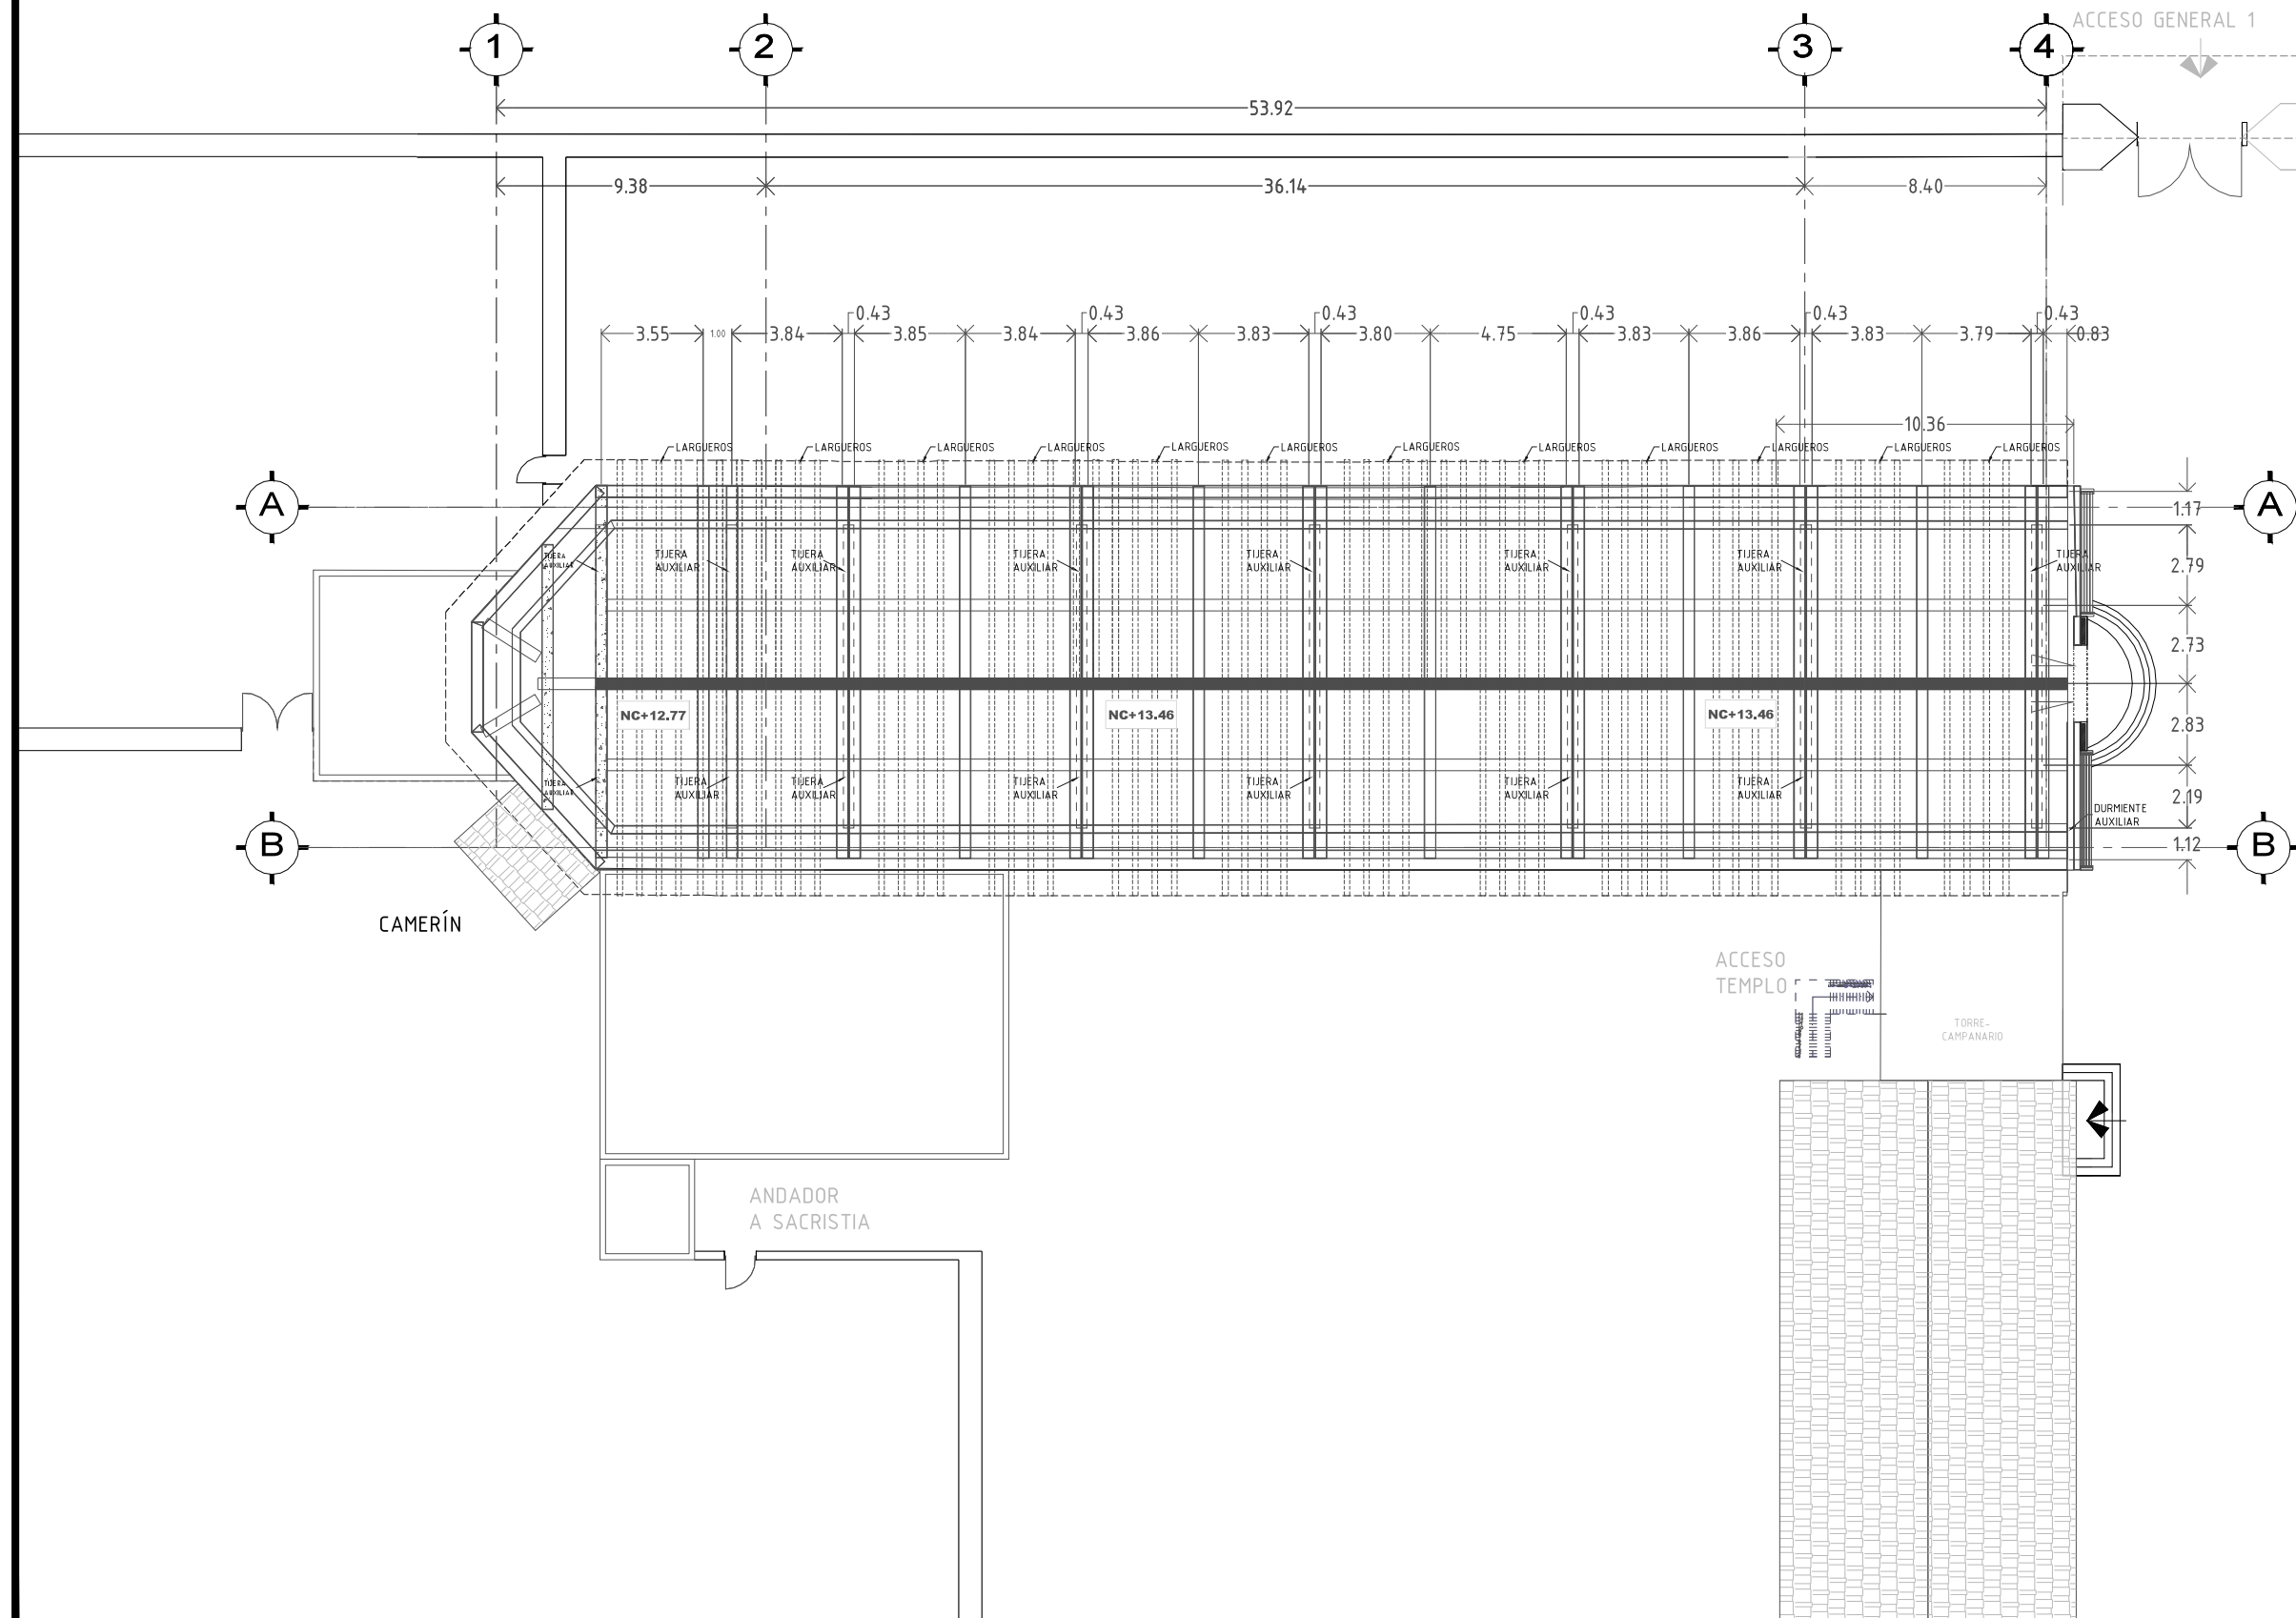 ACCESO GENERAL 1
1
2
3
4
53.92
9.38
36.14
8.40
0.43
0.43
0.43
0.43
0.43
0.43
3.55
1.00
3.84
3.85
3.84
3.86
3.83
3.80
4.75
3.83
3.86
3.83
3.79
0.83
10.36
LARGUEROS
LARGUEROS
LARGUEROS
LARGUEROS
LARGUEROS
LARGUEROS
LARGUEROS
LARGUEROS
LARGUEROS
LARGUEROS
LARGUEROS
LARGUEROS
A
A
1.17
2.79
2.73
2.83
2.19
1.12
TIJERA
AUXILIAR
TIJERA
AUXILIAR
TIJERA
AUXILIAR
TIJERA
AUXILIAR
TIJERA
AUXILIAR
TIJERA
AUXILIAR
TIJERA
AUXILIAR
TIJERA
AUXILIAR
NC+12.77
NC+13.46
NC+13.46
TIJERA
AUXILIAR
TIJERA
AUXILIAR
TIJERA
AUXILIAR
TIJERA
AUXILIAR
TIJERA
AUXILIAR
TIJERA
AUXILIAR
TIJERA
AUXILIAR
DURMIENTE
AUXILIAR
B
B
CAMERÍN
ACCESO
TEMPLO
TORRE-
CAMPANARIO
ANDADOR
A SACRISTIA